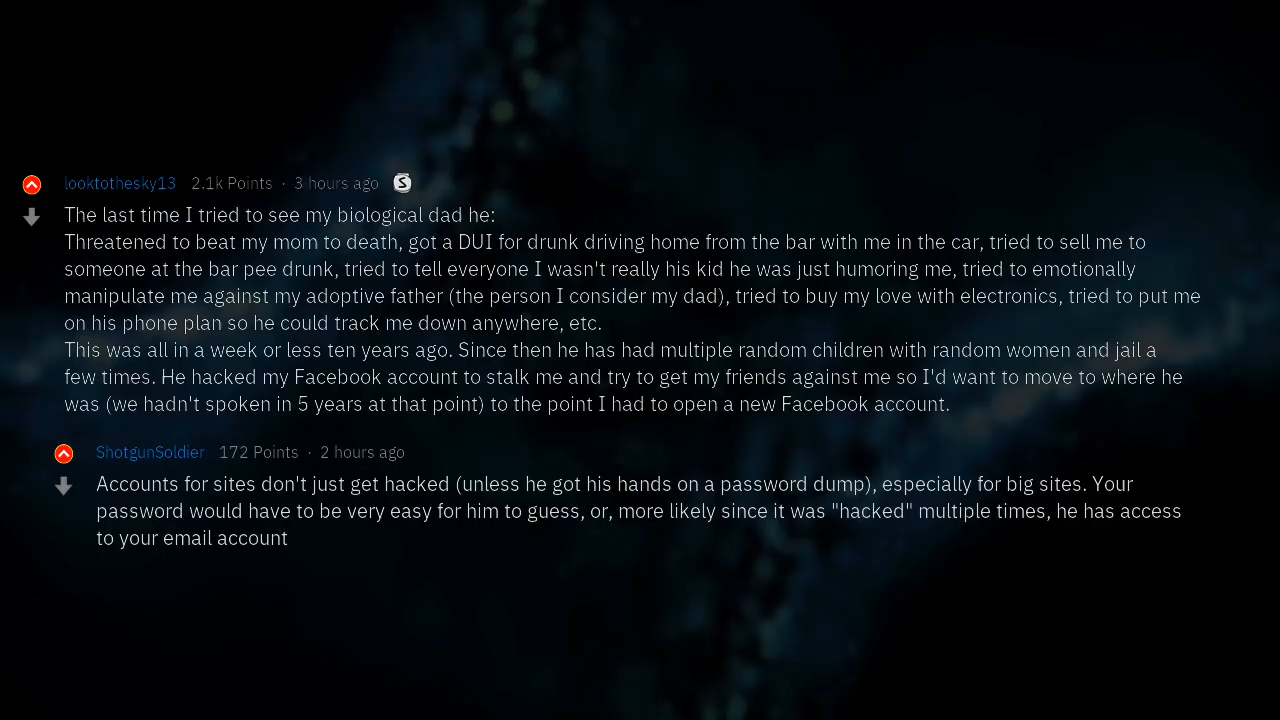 looktothesky13 2.1k Points · 3 hours ago S
The last time I tried to see my biological dad he:
Threatened to beat my mom to death, got a DUI for drunk driving home from the bar with me in the car, tried to sell me to
someone at the bar pee drunk, tried to tell everyone I wasn't really his kid he was just humoring me, tried to emotionally
manipulate me against my adoptive father (the person I consider my dad), tried to buy my love with electronics, tried to put me
on his phone plan so he could track me down anywhere, etc.
This was all in a week or less ten years ago. Since then he has had multiple random children with random women and jail a
few times. He hacked my Facebook account to stalk me and try to get my friends against me so I'd want to move to where he
was (we hadn't spoken in 5 years at that point) to the point I had to open a new Facebook account.
ShotgunSoldier 172 Points · 2 hours ago
Accounts for sites don't just get hacked (unless he got his hands on a password dump), especially for big sites. Your
password would have to be very easy for him to guess, or, more likely since it was "hacked" multiple times, he has access
to your email account